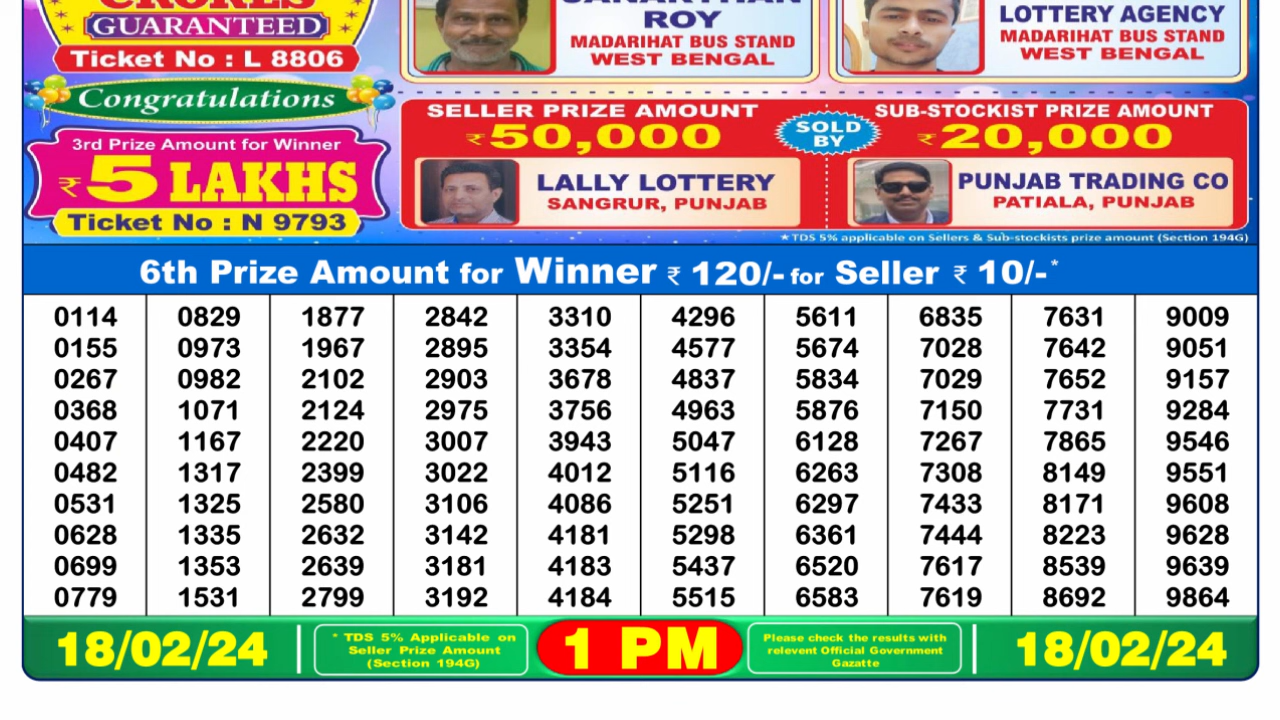 CRORES
GUARANTEED
Ticket No : L 8806
ROY
MADARIHAT BUS STAND
WEST BENGAL
LOTTERY AGENCY
MADARIHAT BUS STAND
WEST BENGAL
Congratulations
3rd Prize Amount for Winner
₹ 5 LAKHS
Ticket No : N 9793
SELLER PRIZE AMOUNT
₹ 50,000
SOLD
BY
SUB-STOCKIST PRIZE AMOUNT
₹ 20,000
LALLY LOTTERY
SANGRUR, PUNJAB
PUNJAB TRADING CO
PATIALA, PUNJAB
★TDS 5% applicable on Sellers & Sub-stockists prize amount (Section 194G)
6th Prize Amount for Winner ₹ 120/- for Seller ₹ 10/-*
0114 0829 1877 2842 3310 4296 5611 6835 7631 9009
0155 0973 1967 2895 3354 4577 5674 7028 7642 9051
0267 0982 2102 2903 3678 4837 5834 7029 7652 9157
0368 1071 2124 2975 3756 4963 5876 7150 7731 9284
0407 1167 2220 3007 3943 5047 6128 7267 7865 9546
0482 1317 2399 3022 4012 5116 6263 7308 8149 9551
0531 1325 2580 3106 4086 5251 6297 7433 8171 9608
0628 1335 2632 3142 4181 5298 6361 7444 8223 9628
0699 1353 2639 3181 4183 5437 6520 7617 8539 9639
0779 1531 2799 3192 4184 5515 6583 7619 8692 9864
18/02/24
* TDS 5% Applicable on
Seller Prize Amount
(Section 194G)
1 PM
Please check the results with
relevent Official Government
Gazatte
18/02/24